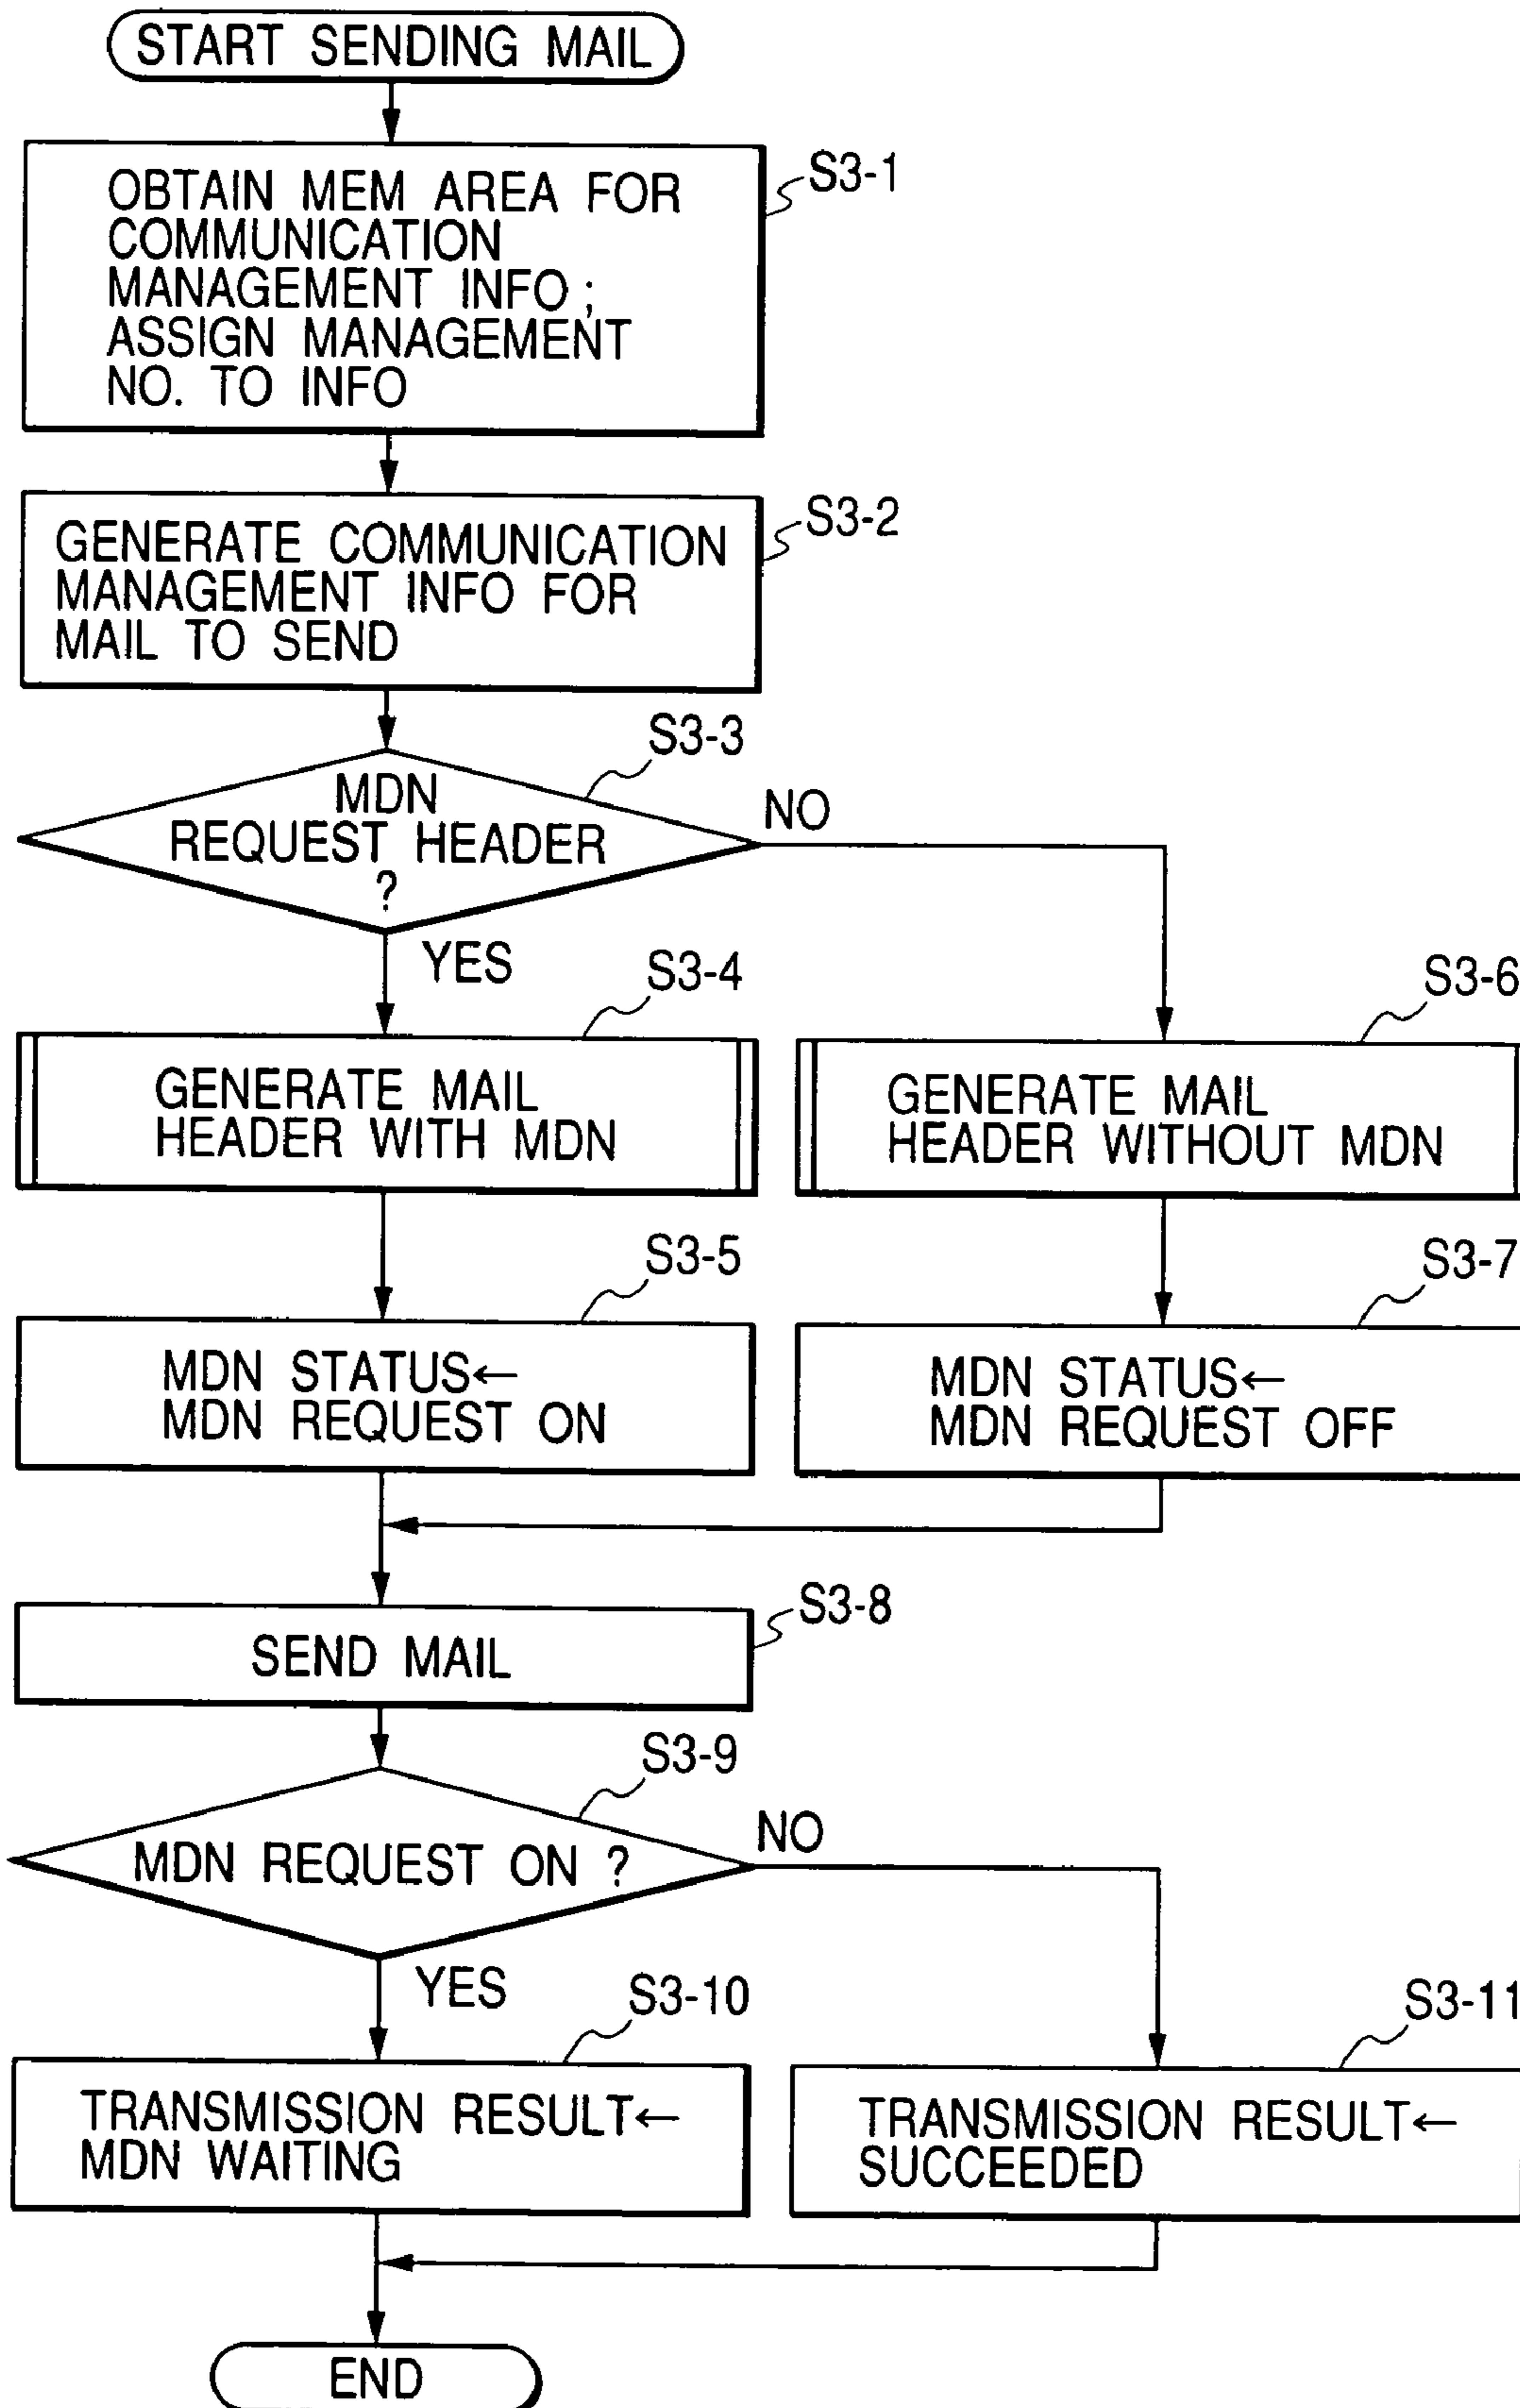 START SENDING MAIL
S3-1
OBTAIN MEM AREA FOR
COMMUNICATION
MANAGEMENT INFO ;
ASSIGN MANAGEMENT
NO. TO INFO
S3-2
GENERATE COMMUNICATION
MANAGEMENT INFO FOR
MAIL TO SEND
S3-3
MDN
REQUEST HEADER
?
NO
YES
S3-4
GENERATE MAIL
HEADER WITH MDN
S3-6
GENERATE MAIL
HEADER WITHOUT MDN
S3-5
MDN STATUS←
MDN REQUEST ON
S3-7
MDN STATUS←
MDN REQUEST OFF
S3-8
SEND MAIL
S3-9
MDN REQUEST ON ?
NO
YES
S3-10
TRANSMISSION RESULT←
MDN WAITING
S3-11
TRANSMISSION RESULT←
SUCCEEDED
END